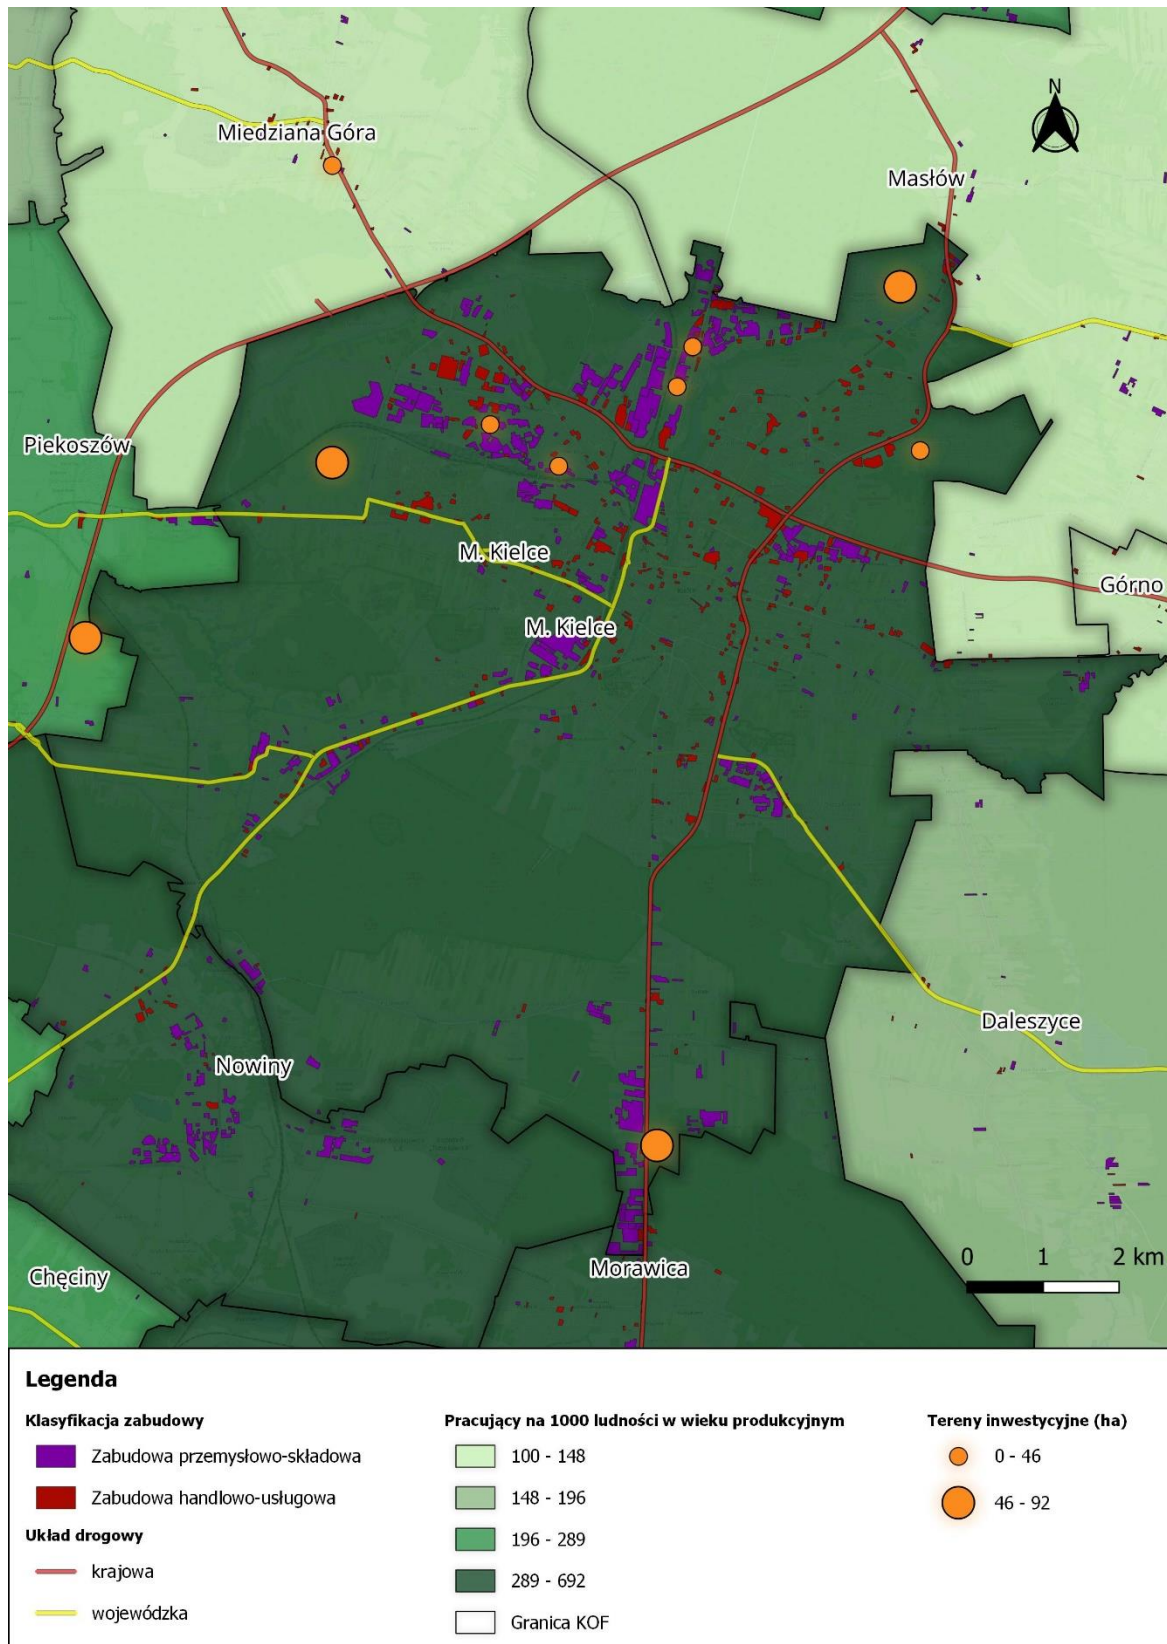 N
Miedziana Góra
Masłów
Piekoszów
M. Kielce
Górno
M. Kielce
Daleszyce
Nowiny
Morawica
Chęciny
0 1 2 km
Legenda
Klasyfikacja zabudowy
Zabudowa przemysłowo-składowa
Zabudowa handlowo-usługowa
Układ drogowy
krajowa
wojewódzka
Pracujący na 1000 ludności w wieku produkcyjnym
100 - 148
148 - 196
196 - 289
289 - 692
Granica KOF
Tereny inwestycyjne (ha)
0 - 46
46 - 92